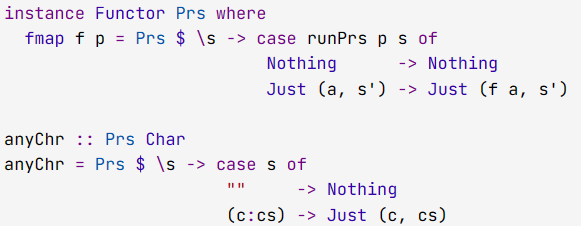 instance Functor Prs where
  fmap f p = Prs $ \s -> case runPrs p s of
                           Nothing      -> Nothing
                           Just (a, s') -> Just (f a, s')

anyChr :: Prs Char
anyChr = Prs $ \s -> case s of
                       ""     -> Nothing
                       (c:cs) -> Just (c, cs)